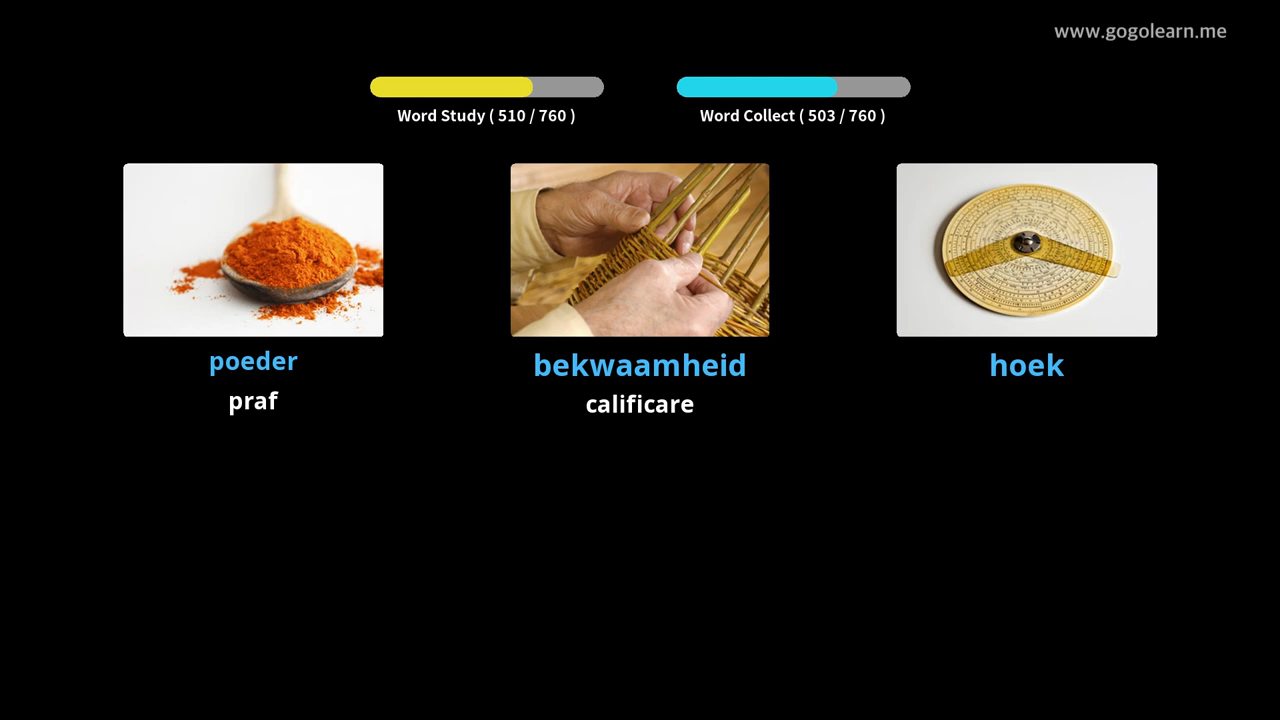 www.gogolearn.me
Word Study ( 510 / 760 )
Word Collect ( 503 / 760 )
poeder
bekwaamheid
hoek
praf
calificare